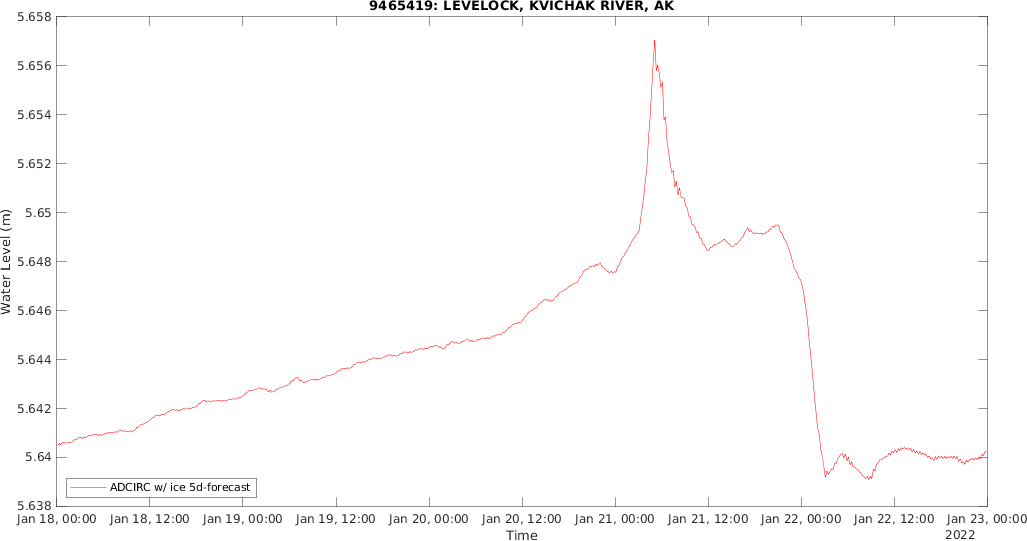 9465419: LEVELOCK, KVICHAK RIVER, AK
5.658
5.656
5.654
5.652
5.65
5.648
5.646
5.644
5.642
5.64
5.638
Water Level (m)
ADCIRC w/ ice 5d-forecast
Jan 18, 00:00
Jan 18, 12:00
Jan 19, 00:00
Jan 19, 12:00
Jan 20, 00:00
Jan 20, 12:00
Jan 21, 00:00
Jan 21, 12:00
Jan 22, 00:00
Jan 22, 12:00
Jan 23, 00:00
2022
Time